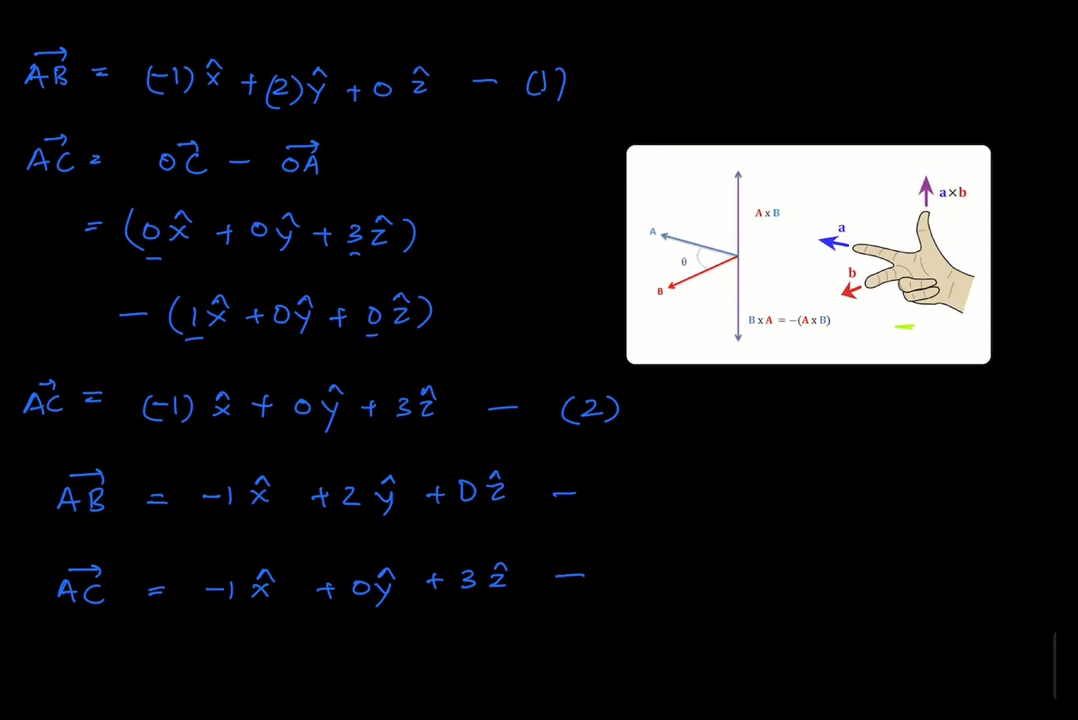 AB = (-1) x̂ + (2) ŷ + 0 ẑ - (1)
AC = OC - OA
= (0x̂ + 0ŷ + 3ẑ)
- (1x̂ + 0ŷ + 0ẑ)
AC = (-1) x̂ + 0ŷ + 3ẑ - (2)
AB = -1 x̂ + 2 ŷ + 0 ẑ -
AC = -1 x̂ + 0ŷ + 3 ẑ -
A x B
A
θ
B
B x A = -(A x B)
a×b
a
b